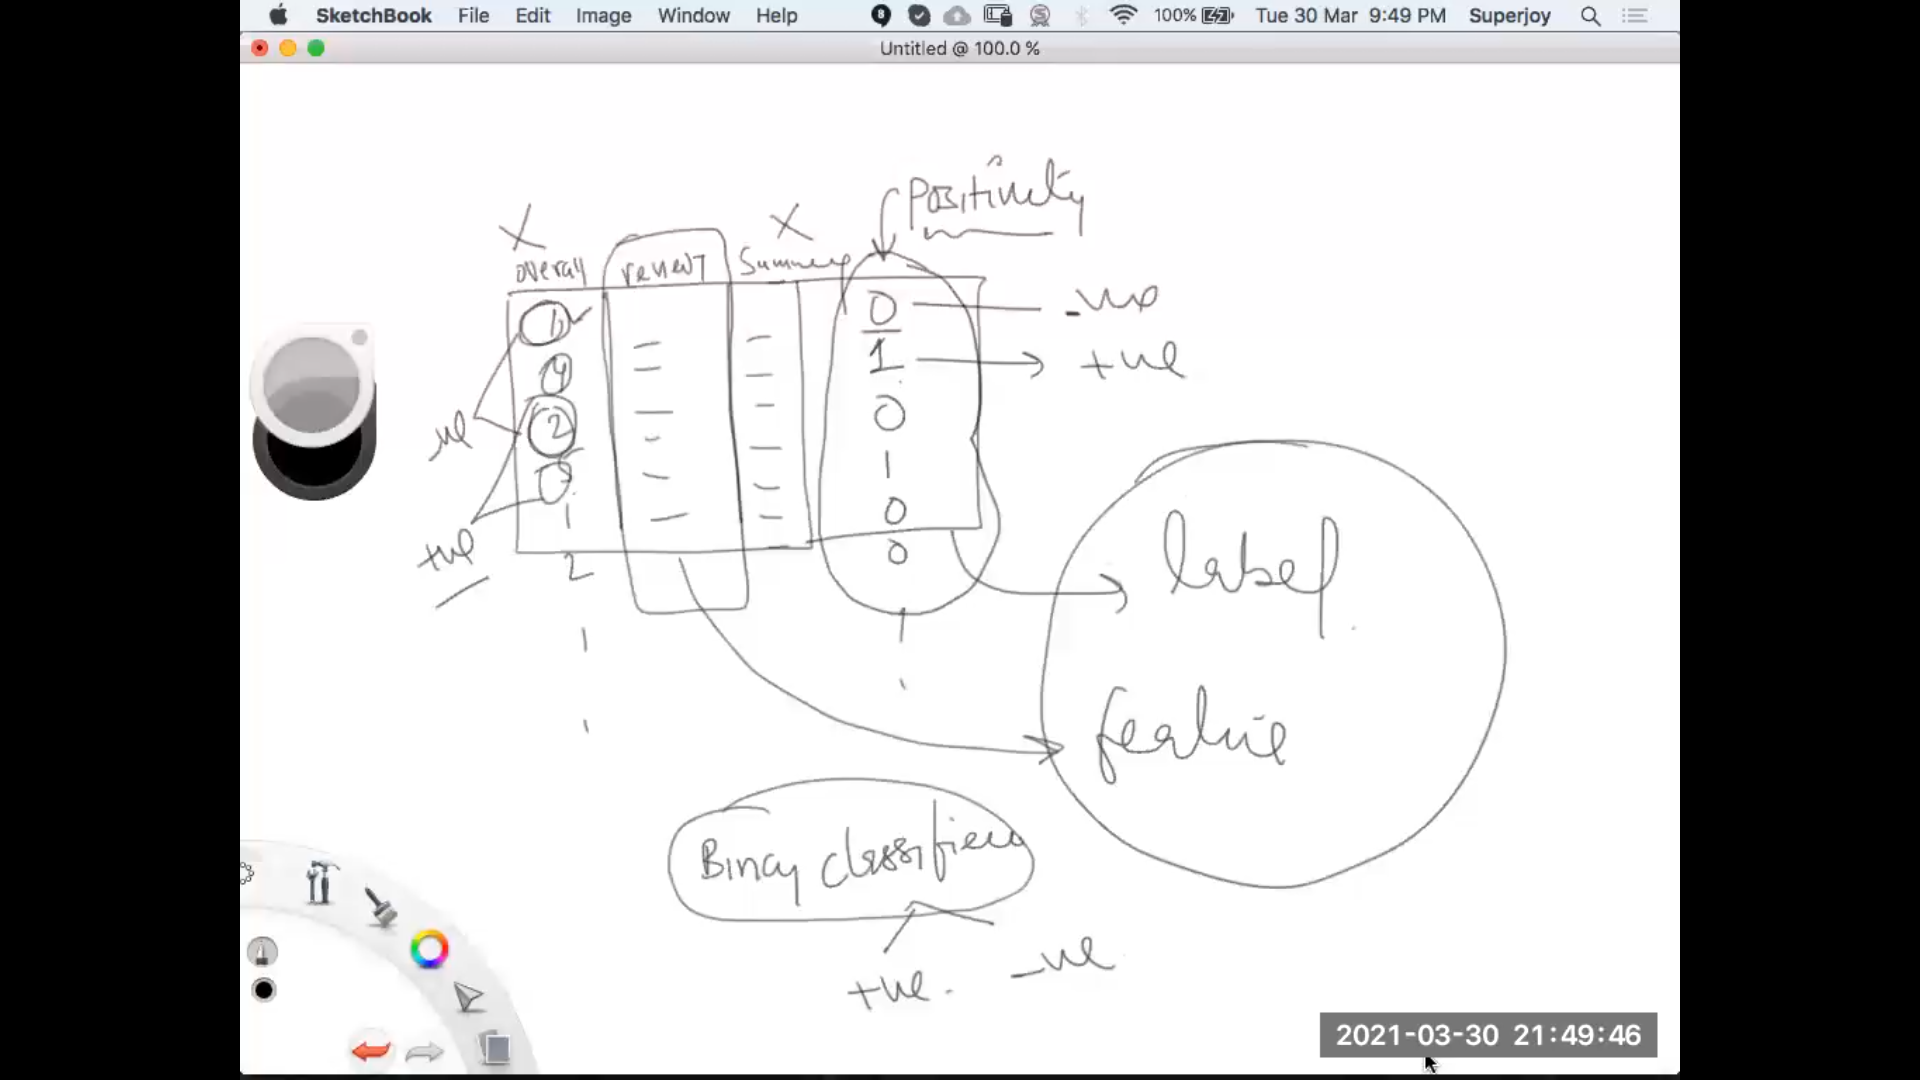 SketchBook File Edit Image Window Help 8 S 100% Tue 30 Mar 9:49 PM Superjoy
Untitled @ 100.0 %
Positivity
X X
overall review Summary
1 0 -ve
4 1 +ve
2 0
-ve
5 1
1 0
+ve
2 0
label
feature
Binary classifier
+ve. -ve
2021-03-30 21:49:46